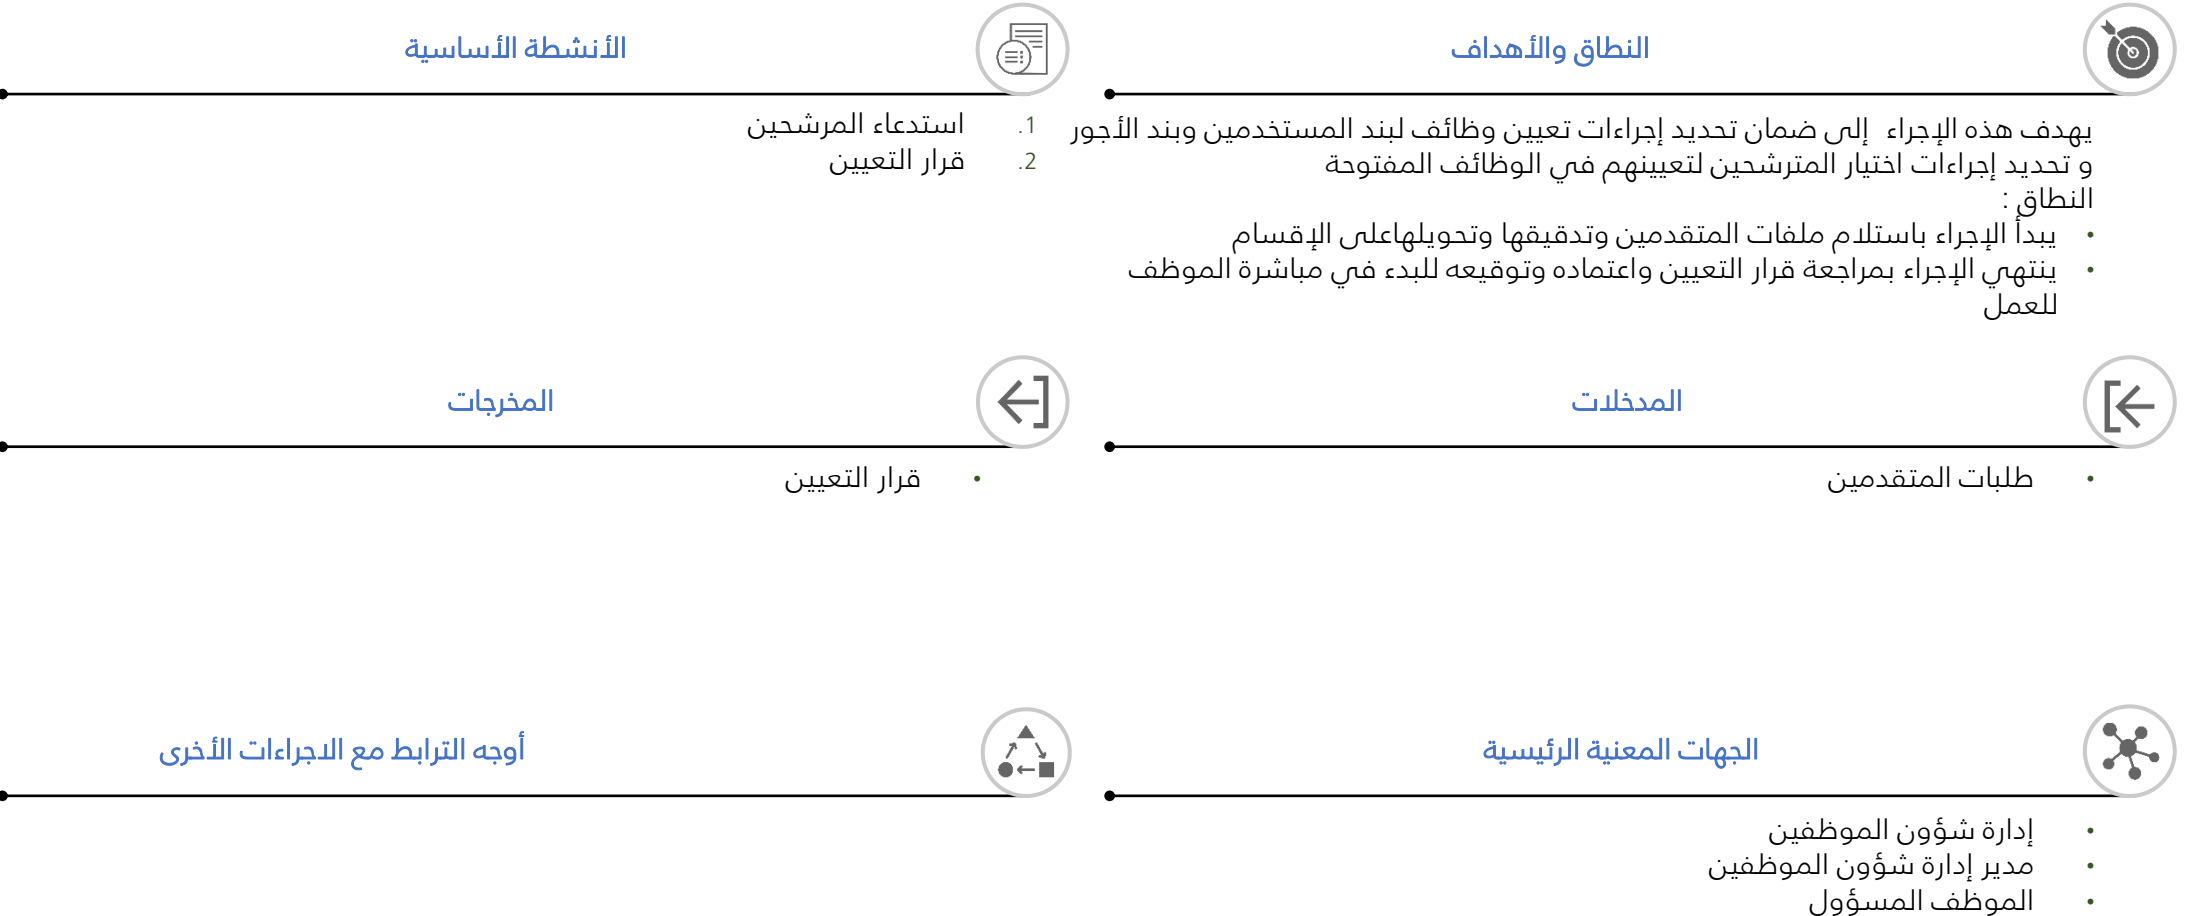 النطاق والأهداف
يهدف هذه الإجراء إلى ضمان تحديد إجراءات تعيين وظائف لبند المستخدمين وبند الأجور
و تحديد إجراءات اختيار المترشحين لتعيينهم في الوظائف المفتوحة
النطاق :
• يبدأ الإجراء باستلام ملفات المتقدمين وتدقيقها وتحويلهاعلى الإقسام
• ينتهي الإجراء بمراجعة قرار التعيين واعتماده وتوقيعه للبدء في مباشرة الموظف
للعمل
الأنشطة الأساسية
1. استدعاء المرشحين
2. قرار التعيين
المدخلات
• طلبات المتقدمين
المخرجات
• قرار التعيين
الجهات المعنية الرئيسية
• إدارة شؤون الموظفين
• مدير إدارة شؤون الموظفين
• الموظف المسؤول
أوجه الترابط مع الاجراءات الأخرى